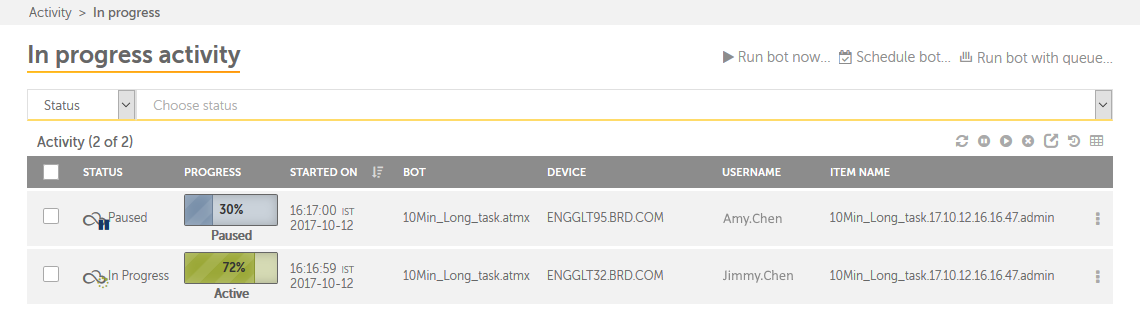 Activity > In progress
In progress activity
Run bot now... Schedule bot... Run bot with queue...
Status Choose status
Activity (2 of 2)
STATUS PROGRESS STARTED ON BOT DEVICE USERNAME ITEM NAME
Paused 30% Paused 16:17:00 IST 2017-10-12 10Min_Long_task.atmx ENGGLT95.BRD.COM Amy.Chen 10Min_Long_task.17.10.12.16.16.47.admin
In Progress 72% Active 16:16:59 IST 2017-10-12 10Min_Long_task.atmx ENGGLT32.BRD.COM Jimmy.Chen 10Min_Long_task.17.10.12.16.16.47.admin